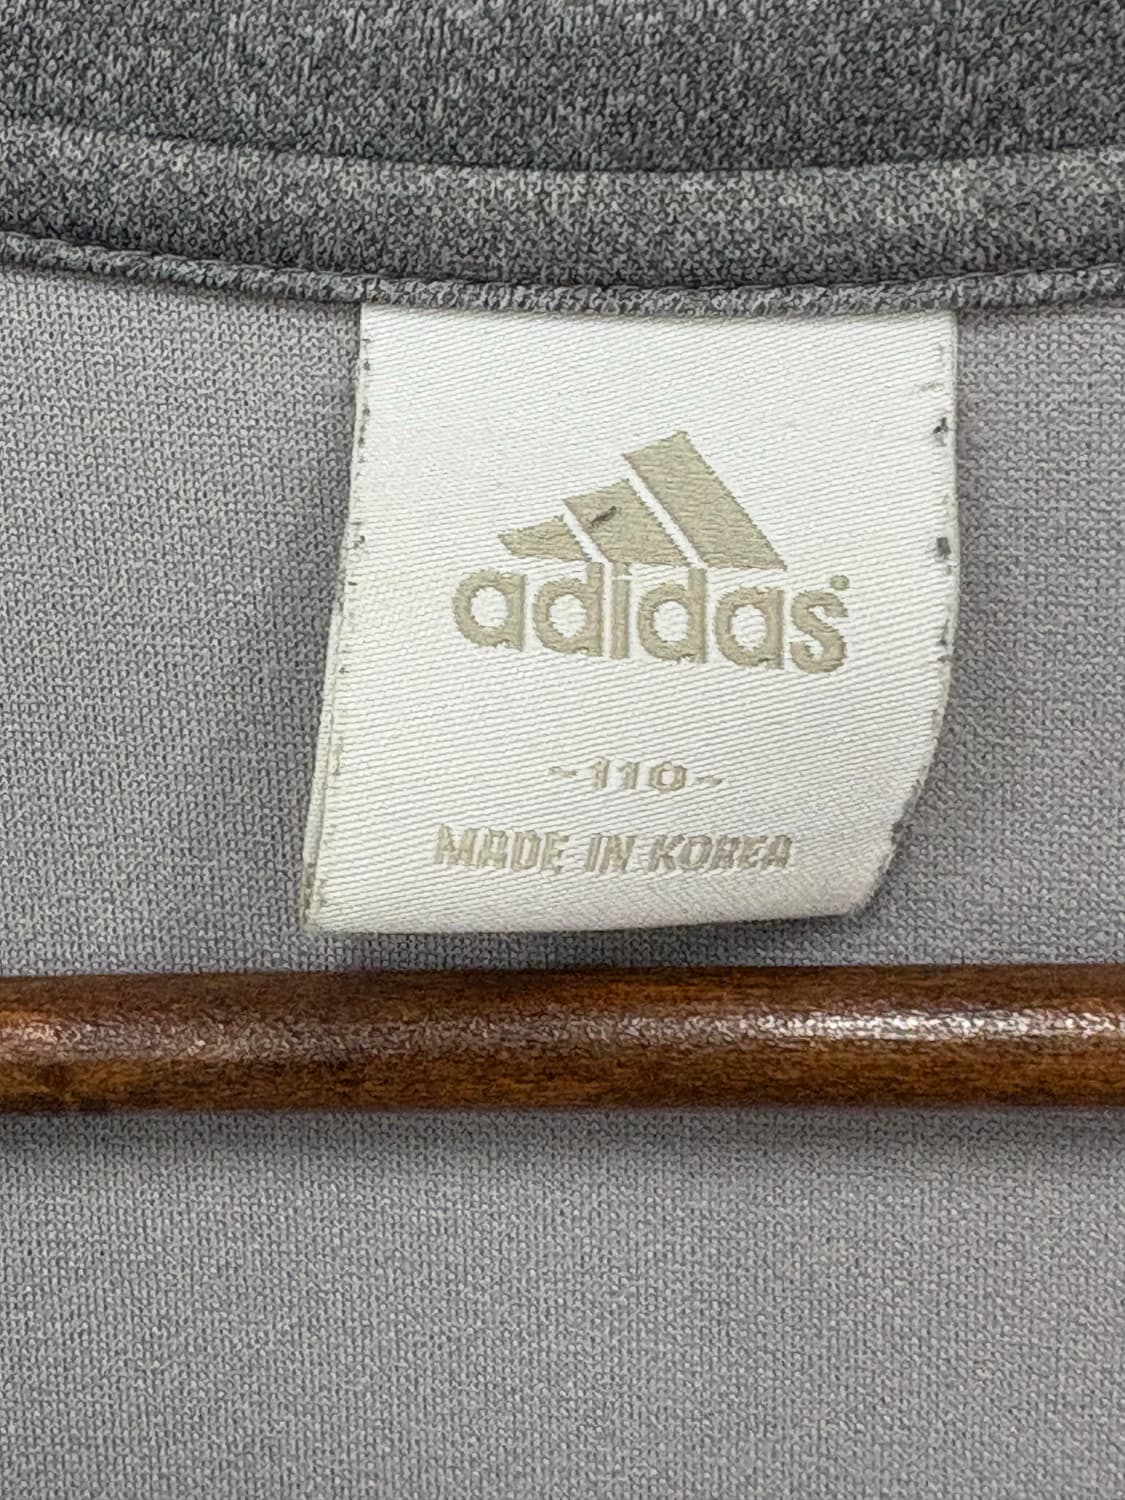 adidas®
~110~
MADE IN KOREA